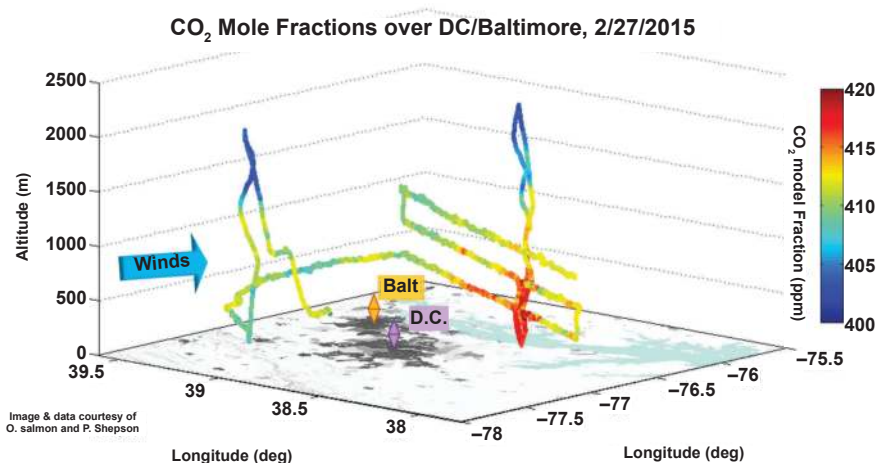 CO₂ Mole Fractions over DC/Baltimore, 2/27/2015
2500
2000
1500
1000
500
0
Altitude (m)
Winds
Balt
D.C.
39.5
39
38.5
38
Longitude (deg)
–78
–77.5
–77
–76.5
–76
–75.5
Longitude (deg)
420
415
410
405
400
CO₂ model Fraction (ppm)
Image & data courtesy of
O. salmon and P. Shepson